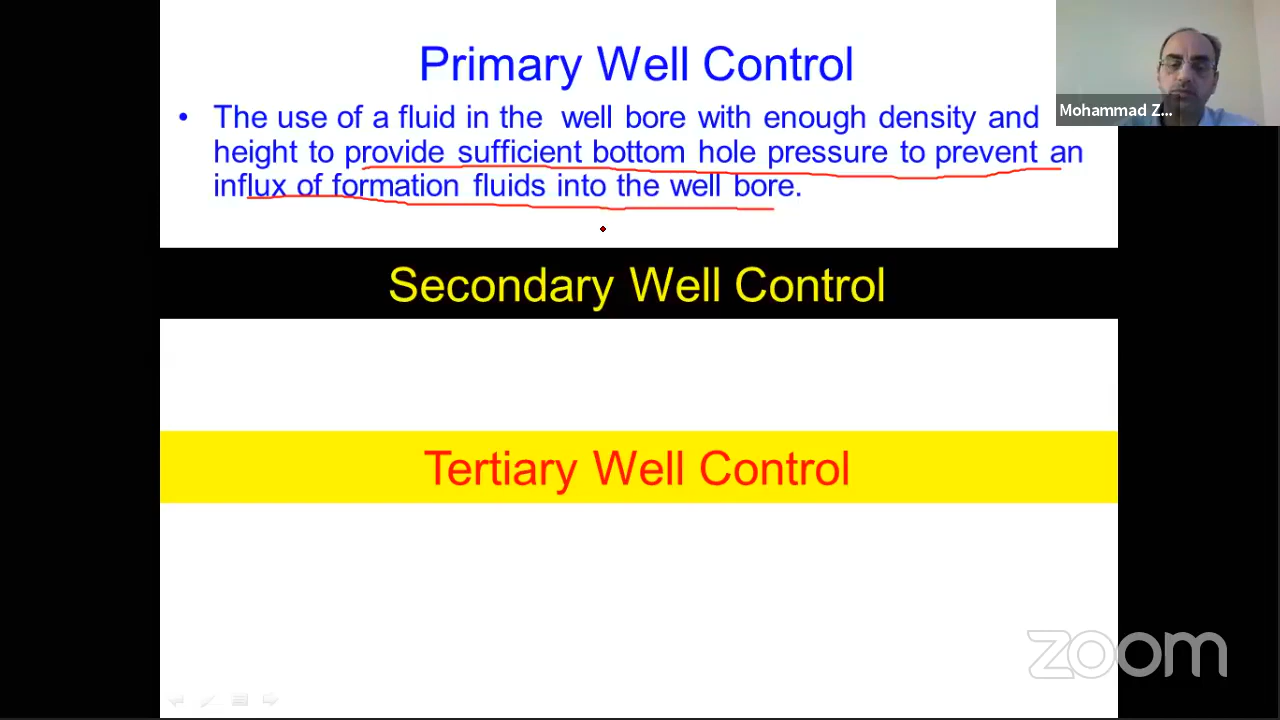 Primary Well Control
• The use of a fluid in the well bore with enough density and
height to provide sufficient bottom hole pressure to prevent an
influx of formation fluids into the well bore.
Secondary Well Control
Tertiary Well Control
Mohammad Z...
zoom